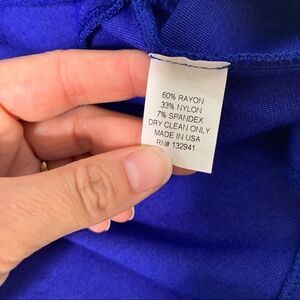 60% RAYON
33% NYLON
7% SPANDEX
DRY CLEAN ONLY
MADE IN USA
RN# 132941